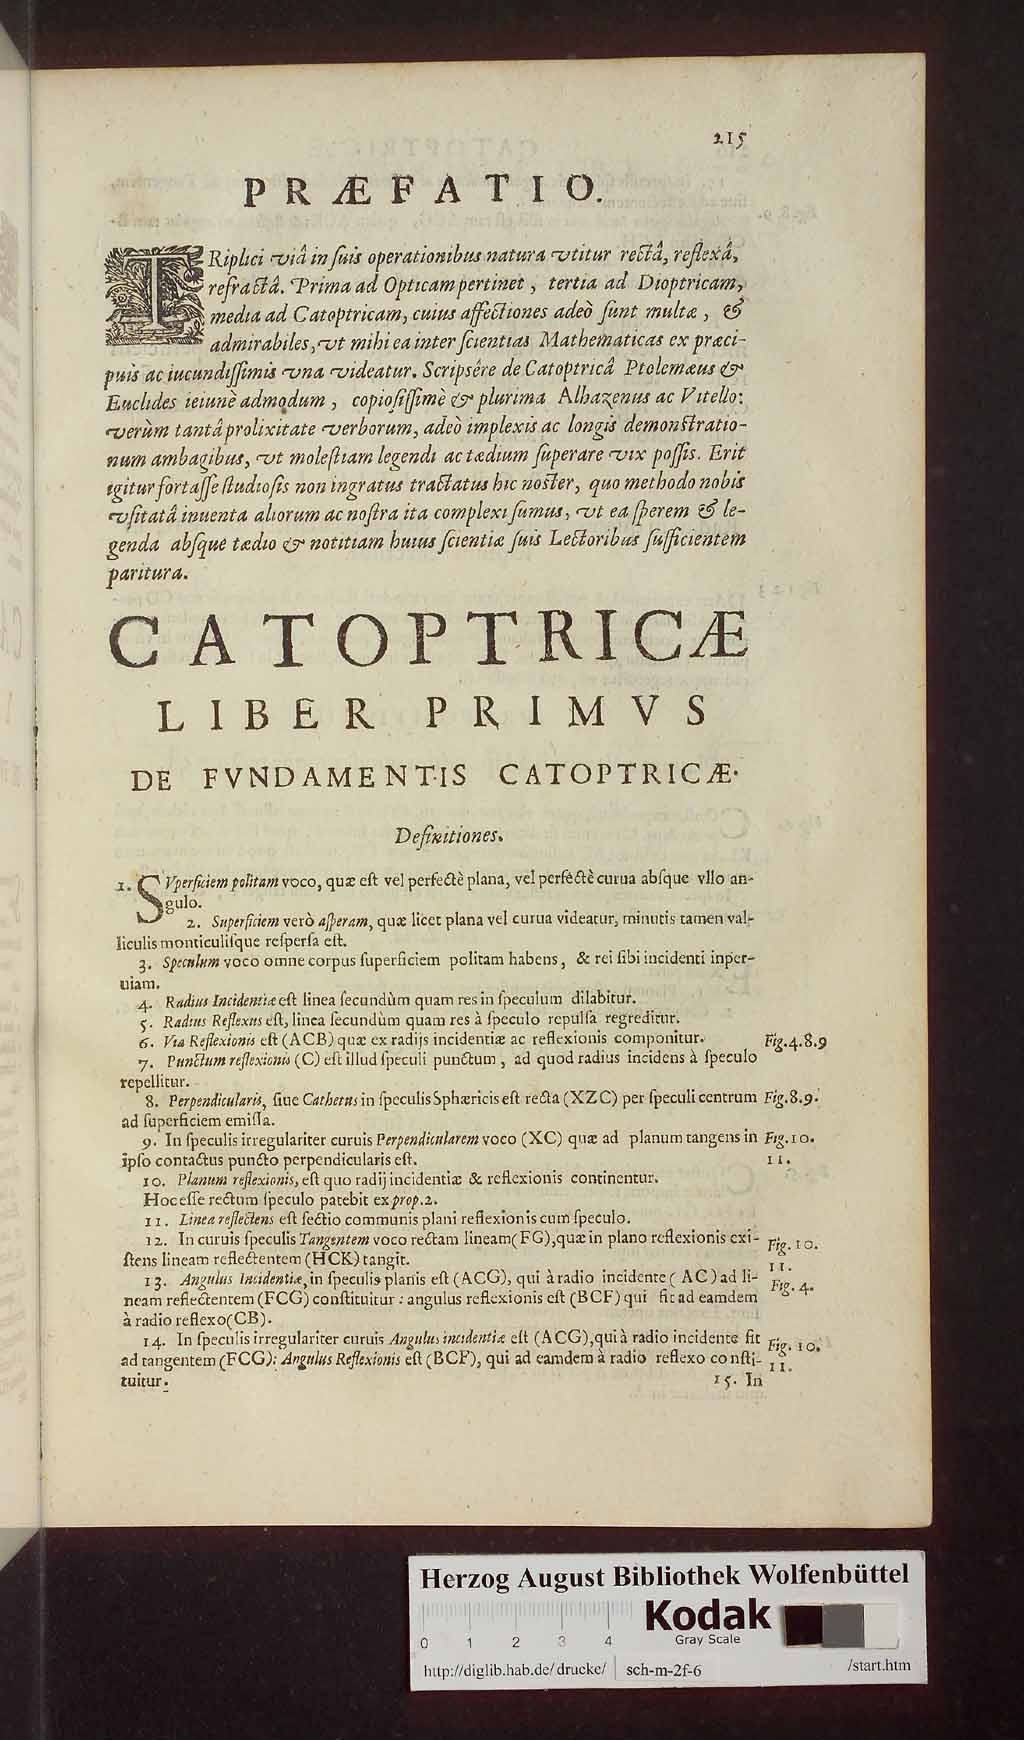 215
PRÆFATIO.
TRiplici viâ in ſuis operationibus natura vtitur rectâ, reflexâ,
refractâ. Prima ad Opticam pertinet, tertia ad Dioptricam,
media ad Catoptricam, cuius affectiones adeò ſunt multæ, &
admirabiles, vt mihi ea inter ſcientias Mathematicas ex præci-
puis ac iucundiſſimis vna videatur. Scripsêre de Catoptricâ Ptolemæus &
Euclides ieiunè admodum, copioſiſſimè & plurima Alhazenus ac Vitello:
verùm tantâ prolixitate verborum, adeò implexis ac longis demonſtratio-
num ambagibus, vt moleſtiam legendi ac tædium ſuperare vix poſſis. Erit
igitur fortaſſe ſtudioſis non ingratus tractatus hic noſter, quo methodo nobis
vſitatâ inuenta aliorum ac noſtra ita complexi ſumus, vt ea ſperem & le-
genda abſque tædio & notitiam huius ſcientiæ ſuis Lectoribus ſufficientem
paritura.
CATOPTRICÆ
LIBER PRIMVS
DE FVNDAMENTIS CATOPTRICÆ.
Definitiones.
1. SVperficiem politam voco, quæ eſt vel perfectè plana, vel perfectè curua abſque vllo an-
gulo.
2. Superficiem verò aſperam, quæ licet plana vel curua videatur, minutis tamen val-
liculis monticuliſque reſperſa eſt.
3. Speculum voco omne corpus ſuperficiem politam habens, & rei ſibi incidenti inper-
uiam.
4. Radius Incidentiæ eſt linea ſecundùm quam res in ſpeculum dilabitur.
5. Radius Reflexus eſt, linea ſecundùm quam res à ſpeculo repulſa regreditur.
6. Via Reflexionis eſt (ACB) quæ ex radijs incidentiæ ac reflexionis componitur. Fig.4.8.9
7. Punctum reflexionis (C) eſt illud ſpeculi punctum, ad quod radius incidens à ſpeculo
repellitur.
8. Perpendicularis, ſiue Cathetus in ſpeculis Sphæricis eſt recta (XZC) per ſpeculi centrum Fig.8.9.
ad ſuperficiem emiſſa.
9. In ſpeculis irregulariter curuis Perpendicularem voco (XC) quæ ad planum tangens in Fig.10.
ipſo contactus puncto perpendicularis eſt. 11.
10. Planum reflexionis, eſt quo radij incidentiæ & reflexionis continentur.
Hoc eſſe rectum ſpeculo patebit ex prop.2.
11. Linea reflectens eſt ſectio communis plani reflexionis cum ſpeculo.
12. In curuis ſpeculis Tangentem voco rectam lineam (FG), quæ in plano reflexionis exi- Fig. 10.
ſtens lineam reflectentem (HCK) tangit. 11.
13. Angulus Incidentiæ, in ſpeculis planis eſt (ACG), qui à radio incidente (AC) ad li- Fig. 4.
neam reflectentem (FCG) conſtituitur: angulus reflexionis eſt (BCF) qui fit ad eamdem
à radio reflexo (CB).
14. In ſpeculis irregulariter curuis Angulus incidentiæ eſt (ACG), qui à radio incidente fit Fig. 10.
ad tangentem (FCG): Angulus Reflexionis eſt (BCF), qui ad eamdem à radio reflexo conſti- 11.
tuitur.
15. In
Herzog August Bibliothek Wolfenbüttel
Kodak
Gray Scale
0 1 2 3 4
http://diglib.hab.de/drucke/ sch-m-2f-6 /start.htm